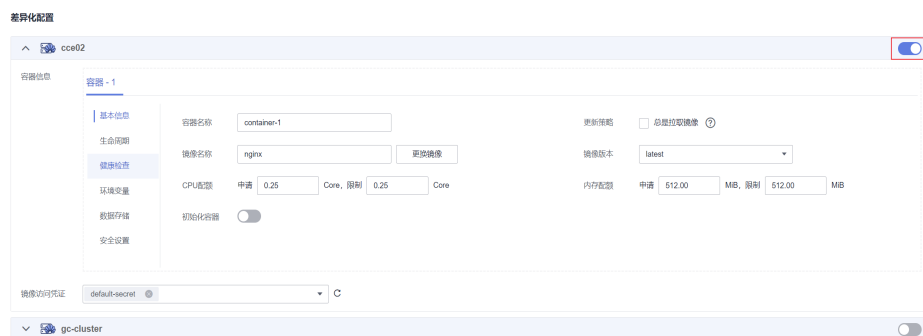 差异化配置
cce02
容器信息
容器 - 1
基本信息
生命周期
健康检查
环境变量
数据存储
安全设置
容器名称 container-1 更新策略 总是拉取镜像
镜像名称 nginx 更换镜像 镜像版本 latest
CPU配额 申请 0.25 Core, 限制 0.25 Core 内存配额 申请 512.00 MiB, 限制 512.00 MiB
初始化容器
镜像访问凭证 default-secret
gc-cluster